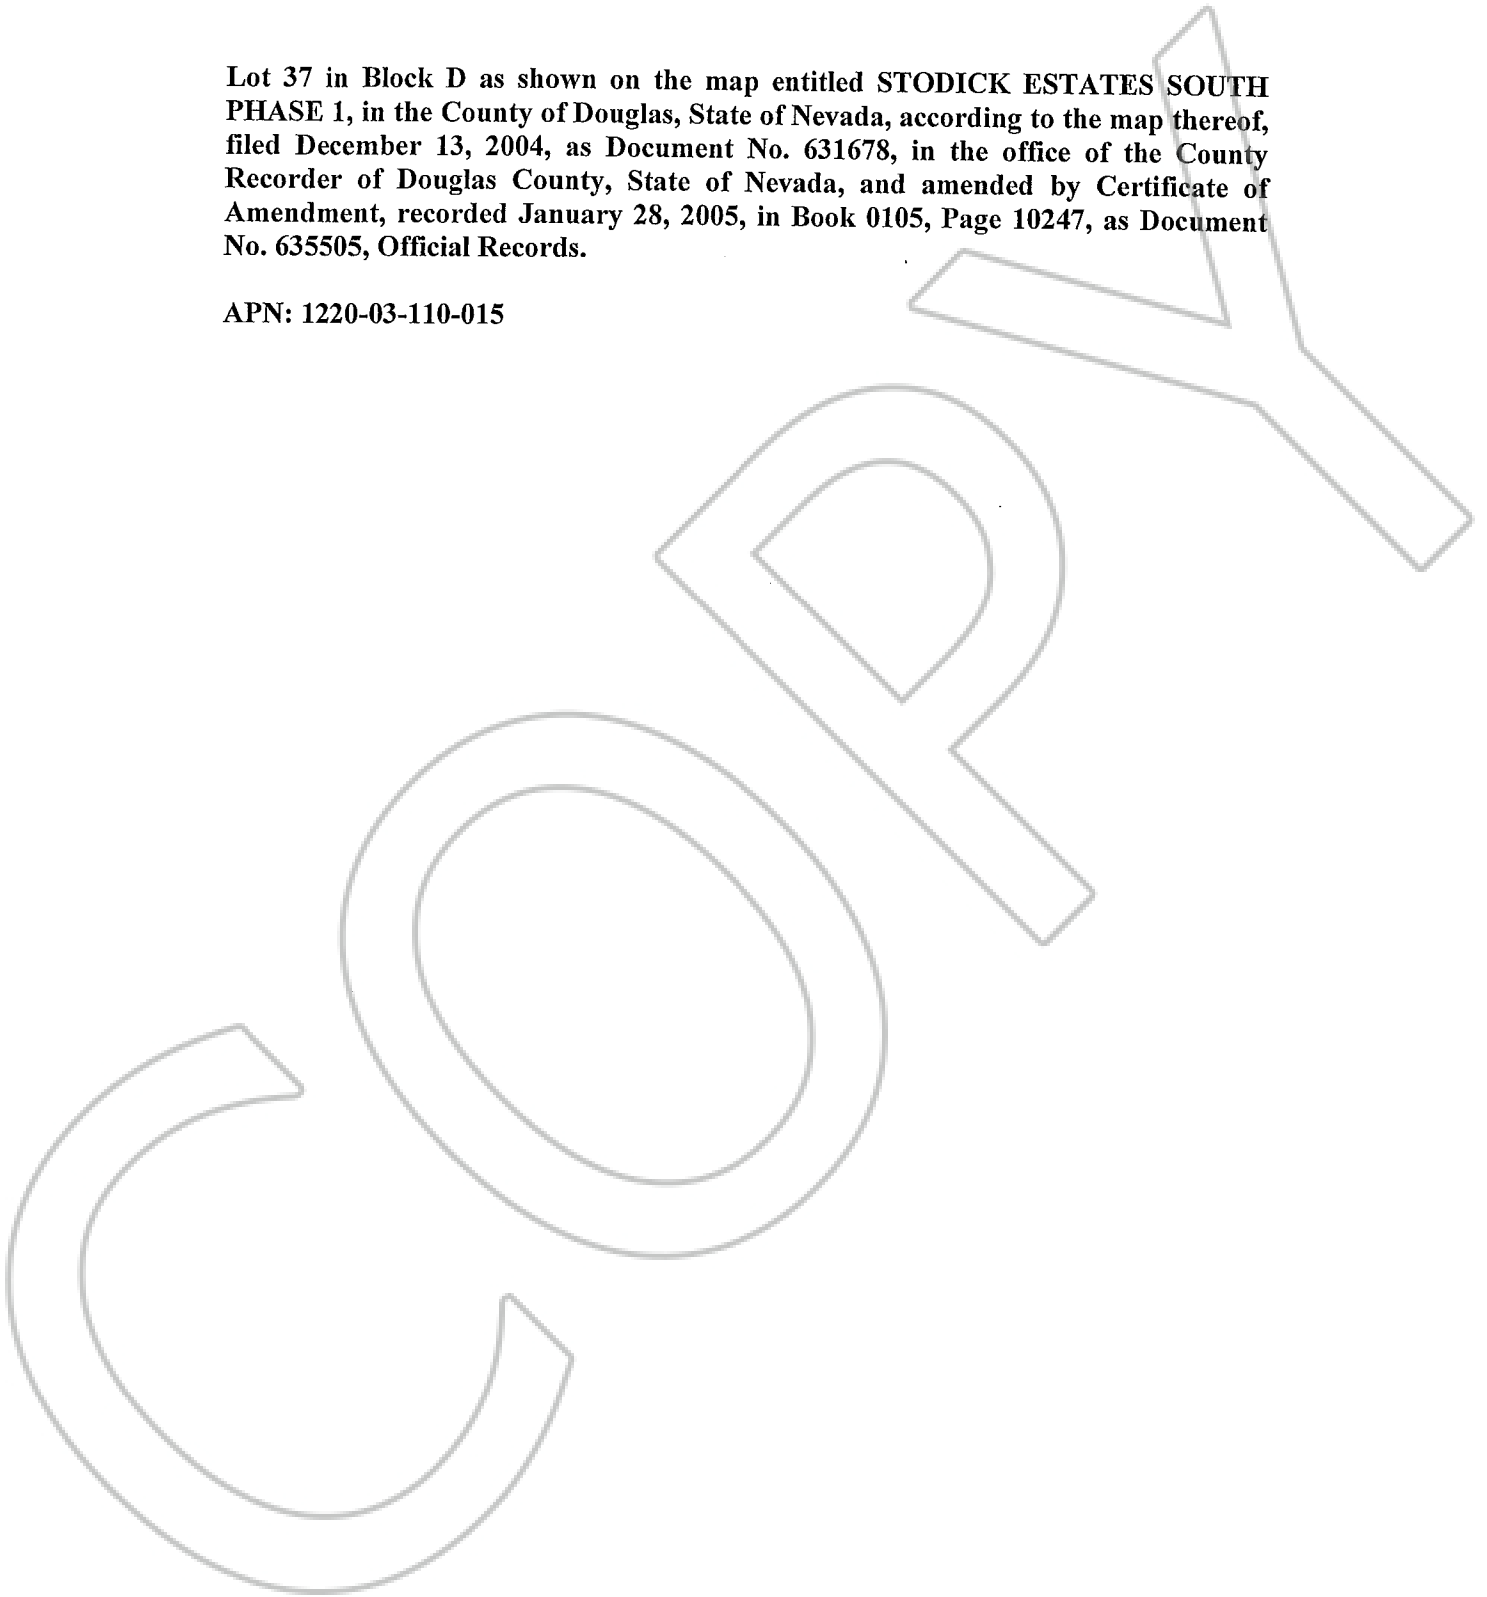 Lot 37 in Block D as shown on the map entitled STODICK ESTATES SOUTH
PHASE 1, in the County of Douglas, State of Nevada, according to the map thereof,
filed December 13, 2004, as Document No. 631678, in the office of the County
Recorder of Douglas County, State of Nevada, and amended by Certificate of
Amendment, recorded January 28, 2005, in Book 0105, Page 10247, as Document
No. 635505, Official Records.
APN: 1220-03-110-015
COPY